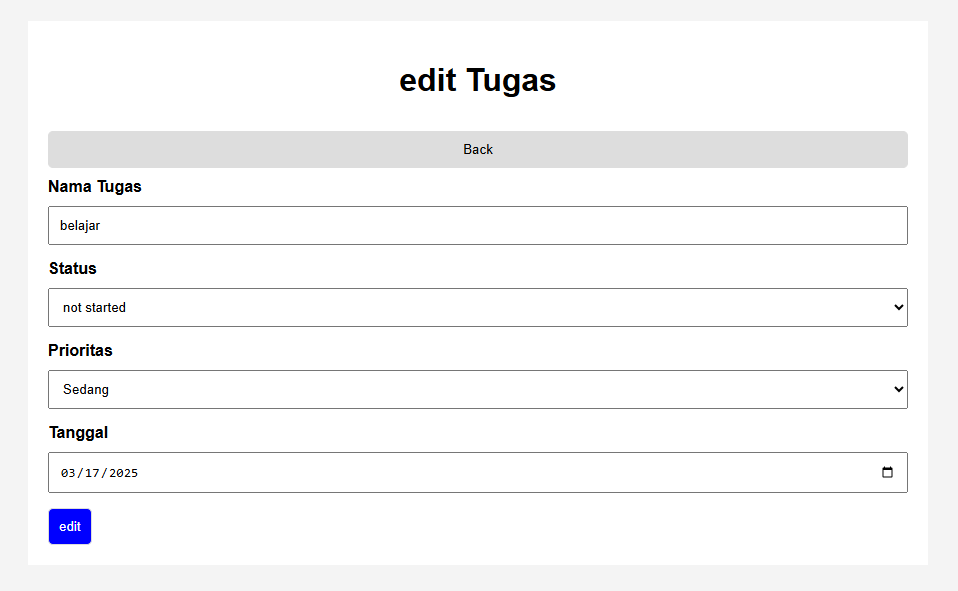 edit Tugas
Back
Nama Tugas
belajar
Status
not started
Prioritas
Sedang
Tanggal
03/17/2025
edit